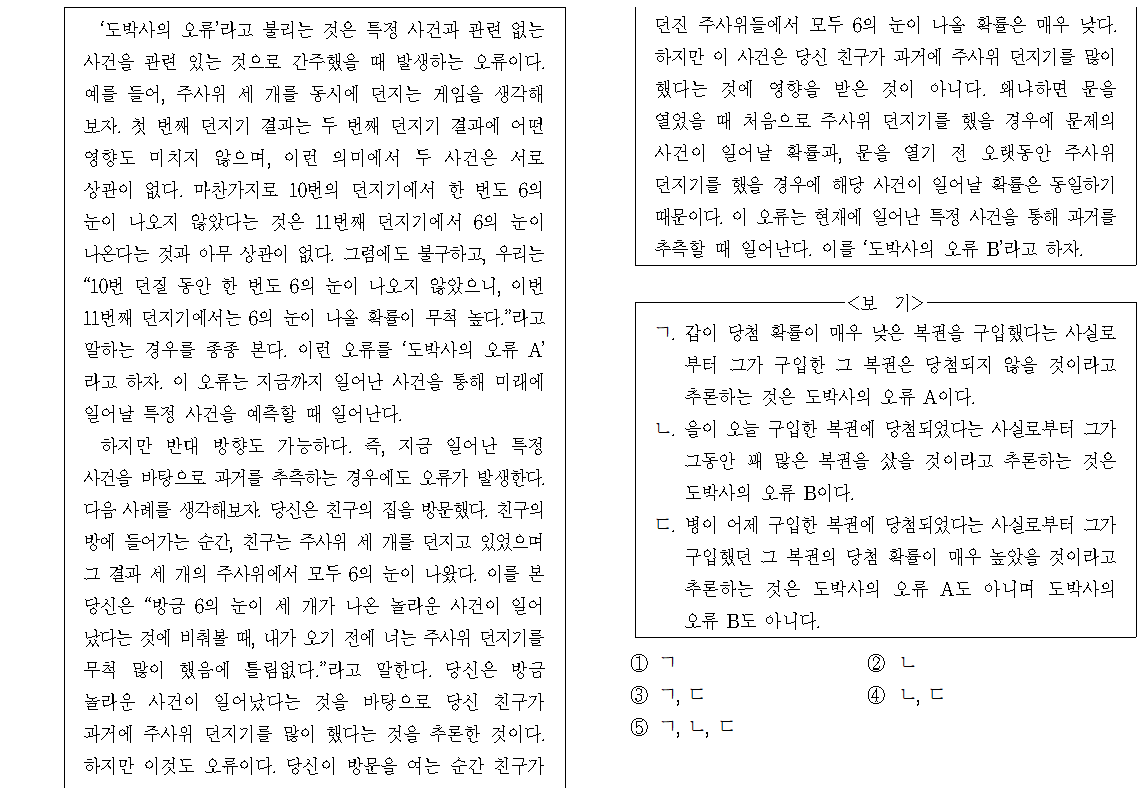 ‘도박사의 오류’라고 불리는 것은 특정 사건과 관련 없는
사건을 관련 있는 것으로 간주했을 때 발생하는 오류이다.
예를 들어, 주사위 세 개를 동시에 던지는 게임을 생각해
보자. 첫 번째 던지기 결과는 두 번째 던지기 결과에 어떤
영향도 미치지 않으며, 이런 의미에서 두 사건은 서로
상관이 없다. 마찬가지로 10번의 던지기에서 한 번도 6의
눈이 나오지 않았다는 것은 11번째 던지기에서 6의 눈이
나온다는 것과 아무 상관이 없다. 그럼에도 불구하고, 우리는
“10번 던질 동안 한 번도 6의 눈이 나오지 않았으니, 이번
11번째 던지기에서는 6의 눈이 나올 확률이 무척 높다.”라고
말하는 경우를 종종 본다. 이런 오류를 ‘도박사의 오류 A’
라고 하자. 이 오류는 지금까지 일어난 사건을 통해 미래에
일어날 특정 사건을 예측할 때 일어난다.
하지만 반대 방향도 가능하다. 즉, 지금 일어난 특정
사건을 바탕으로 과거를 추측하는 경우에도 오류가 발생한다.
다음 사례를 생각해보자. 당신은 친구의 집을 방문했다. 친구의
방에 들어가는 순간, 친구는 주사위 세 개를 던지고 있었으며
그 결과 세 개의 주사위에서 모두 6의 눈이 나왔다. 이를 본
당신은 “방금 6의 눈이 세 개가 나온 놀라운 사건이 일어
났다는 것에 비춰볼 때, 내가 오기 전에 너는 주사위 던지기를
무척 많이 했음에 틀림없다.”라고 말한다. 당신은 방금
놀라운 사건이 일어났다는 것을 바탕으로 당신 친구가
과거에 주사위 던지기를 많이 했다는 것을 추론한 것이다.
하지만 이것도 오류이다. 당신이 방문을 여는 순간 친구가
던진 주사위들에서 모두 6의 눈이 나올 확률은 매우 낮다.
하지만 이 사건은 당신 친구가 과거에 주사위 던지기를 많이
했다는 것에 영향을 받은 것이 아니다. 왜냐하면 문을
열었을 때 처음으로 주사위 던지기를 했을 경우에 문제의
사건이 일어날 확률과, 문을 열기 전 오랫동안 주사위
던지기를 했을 경우에 해당 사건이 일어날 확률은 동일하기
때문이다. 이 오류는 현재에 일어난 특정 사건을 통해 과거를
추측할 때 일어난다. 이를 ‘도박사의 오류 B’라고 하자.
<보 기>
ㄱ. 갑이 당첨 확률이 매우 낮은 복권을 구입했다는 사실로
부터 그가 구입한 그 복권은 당첨되지 않을 것이라고
추론하는 것은 도박사의 오류 A이다.
ㄴ. 을이 오늘 구입한 복권에 당첨되었다는 사실로부터 그가
그동안 꽤 많은 복권을 샀을 것이라고 추론하는 것은
도박사의 오류 B이다.
ㄷ. 병이 어제 구입한 복권에 당첨되었다는 사실로부터 그가
구입했던 그 복권의 당첨 확률이 매우 높았을 것이라고
추론하는 것은 도박사의 오류 A도 아니며 도박사의
오류 B도 아니다.
① ㄱ ② ㄴ
③ ㄱ, ㄷ ④ ㄴ, ㄷ
⑤ ㄱ, ㄴ, ㄷ